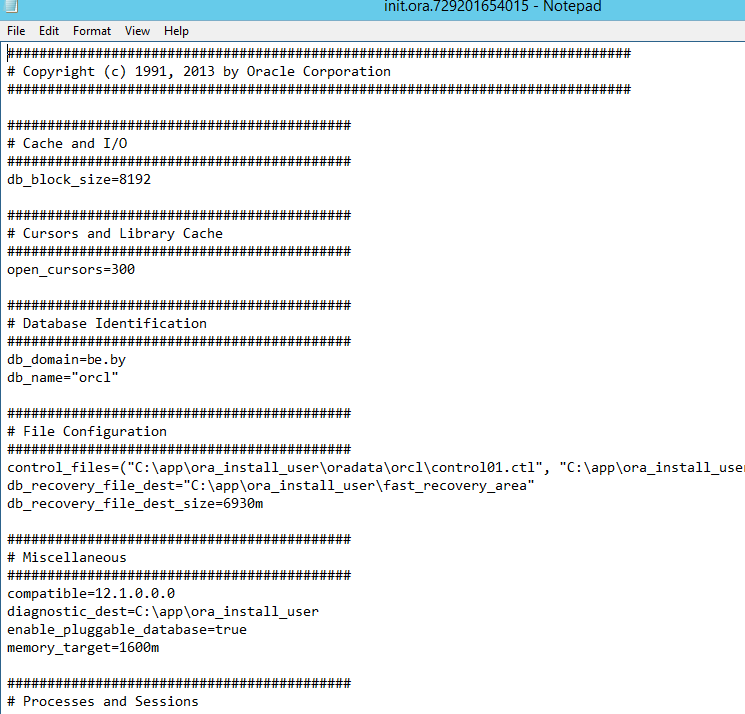 init.ora.729201654015 - Notepad
File Edit Format View Help
##############################################################################
# Copyright (c) 1991, 2013 by Oracle Corporation
##############################################################################
###########################################
# Cache and I/O
###########################################
db_block_size=8192
###########################################
# Cursors and Library Cache
###########################################
open_cursors=300
###########################################
# Database Identification
###########################################
db_domain=be.by
db_name="orcl"
###########################################
# File Configuration
###########################################
control_files=("C:\app\ora_install_user\oradata\orcl\control01.ctl", "C:\app\ora_install_user
db_recovery_file_dest="C:\app\ora_install_user\fast_recovery_area"
db_recovery_file_dest_size=6930m
###########################################
# Miscellaneous
###########################################
compatible=12.1.0.0.0
diagnostic_dest=C:\app\ora_install_user
enable_pluggable_database=true
memory_target=1600m
###########################################
# Processes and Sessions